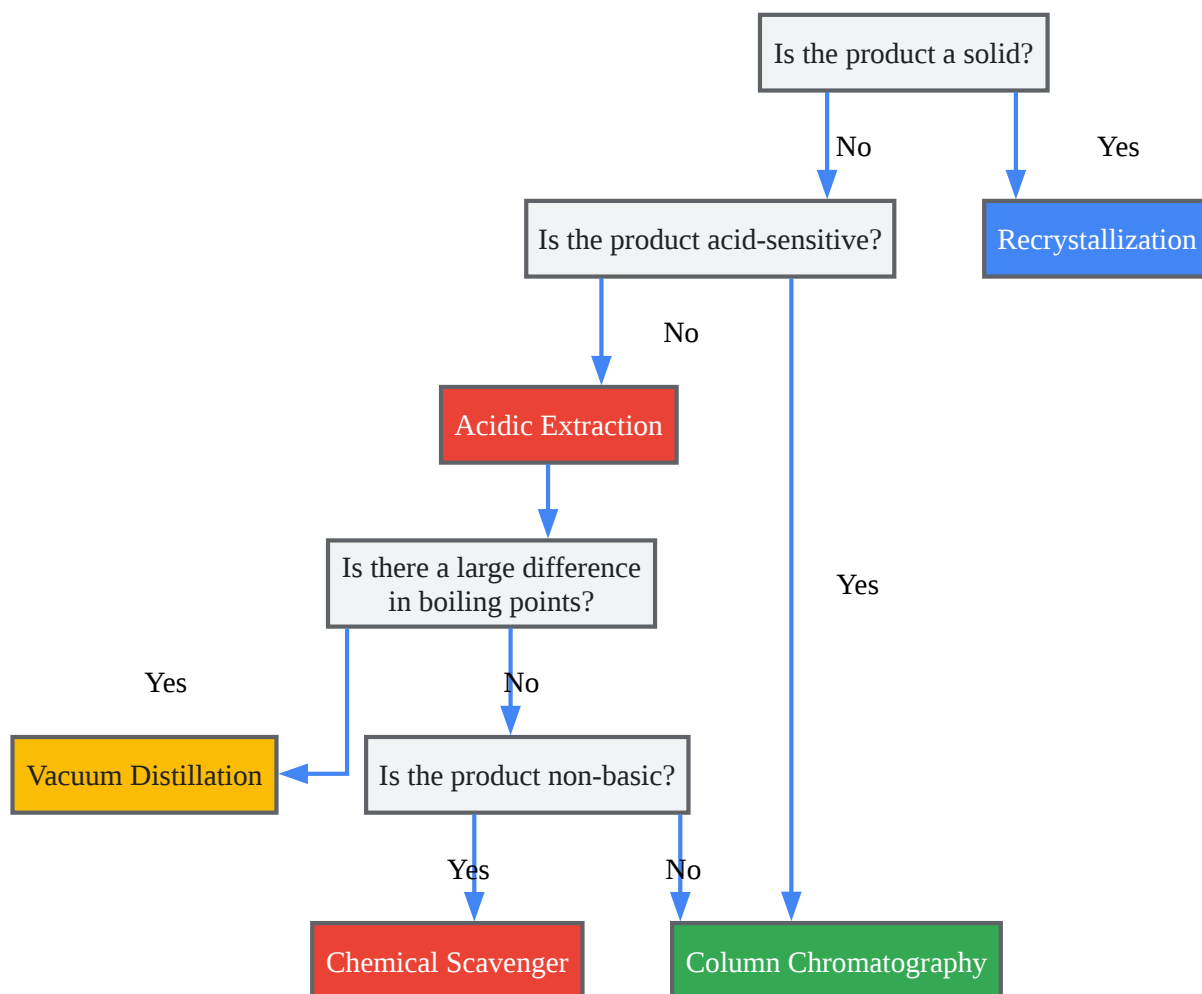 Is the product a solid?
No
Yes
Is the product acid-sensitive?
Recrystallization
No
Acidic Extraction
Is there a large difference
in boiling points?
Yes
Yes
No
Vacuum Distillation
Is the product non-basic?
Yes
No
Chemical Scavenger
Column Chromatography